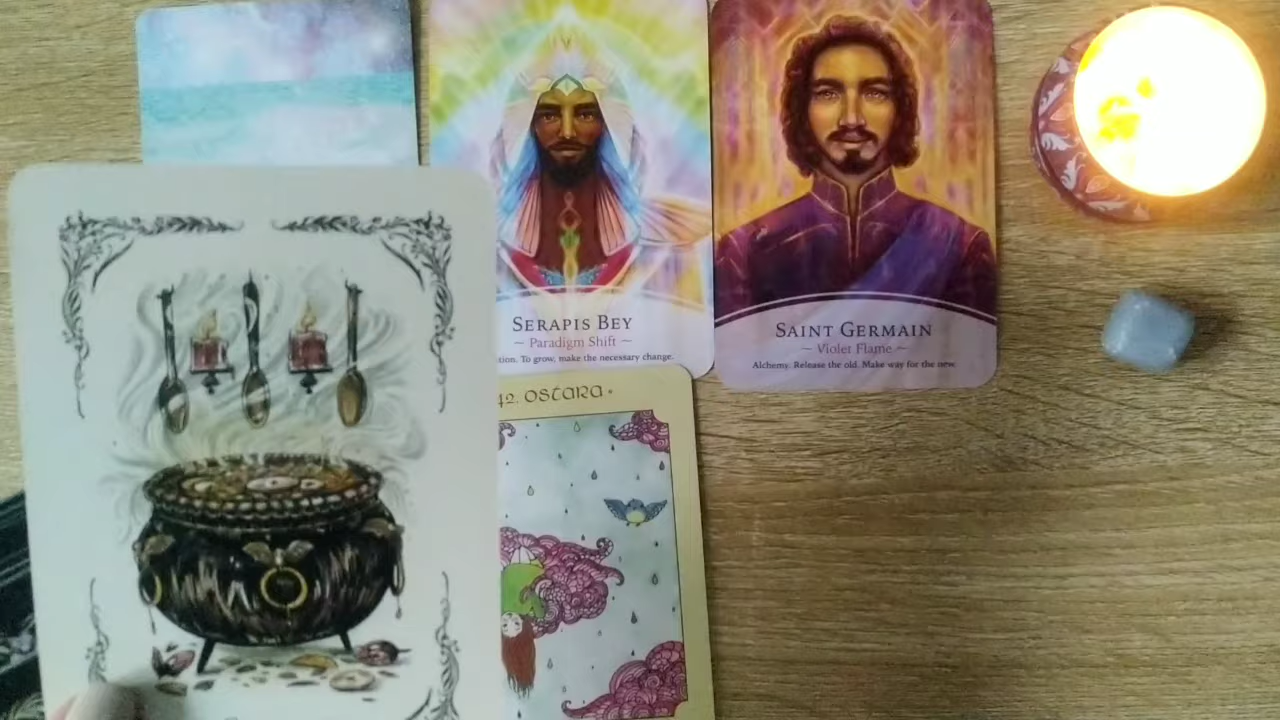 SERAPIS BEY
~ Paradigm Shift ~
To grow, make the necessary change.
SAINT GERMAIN
~ Violet Flame ~
Alchemy. Release the old. Make way for the new.
42. OSTARA •